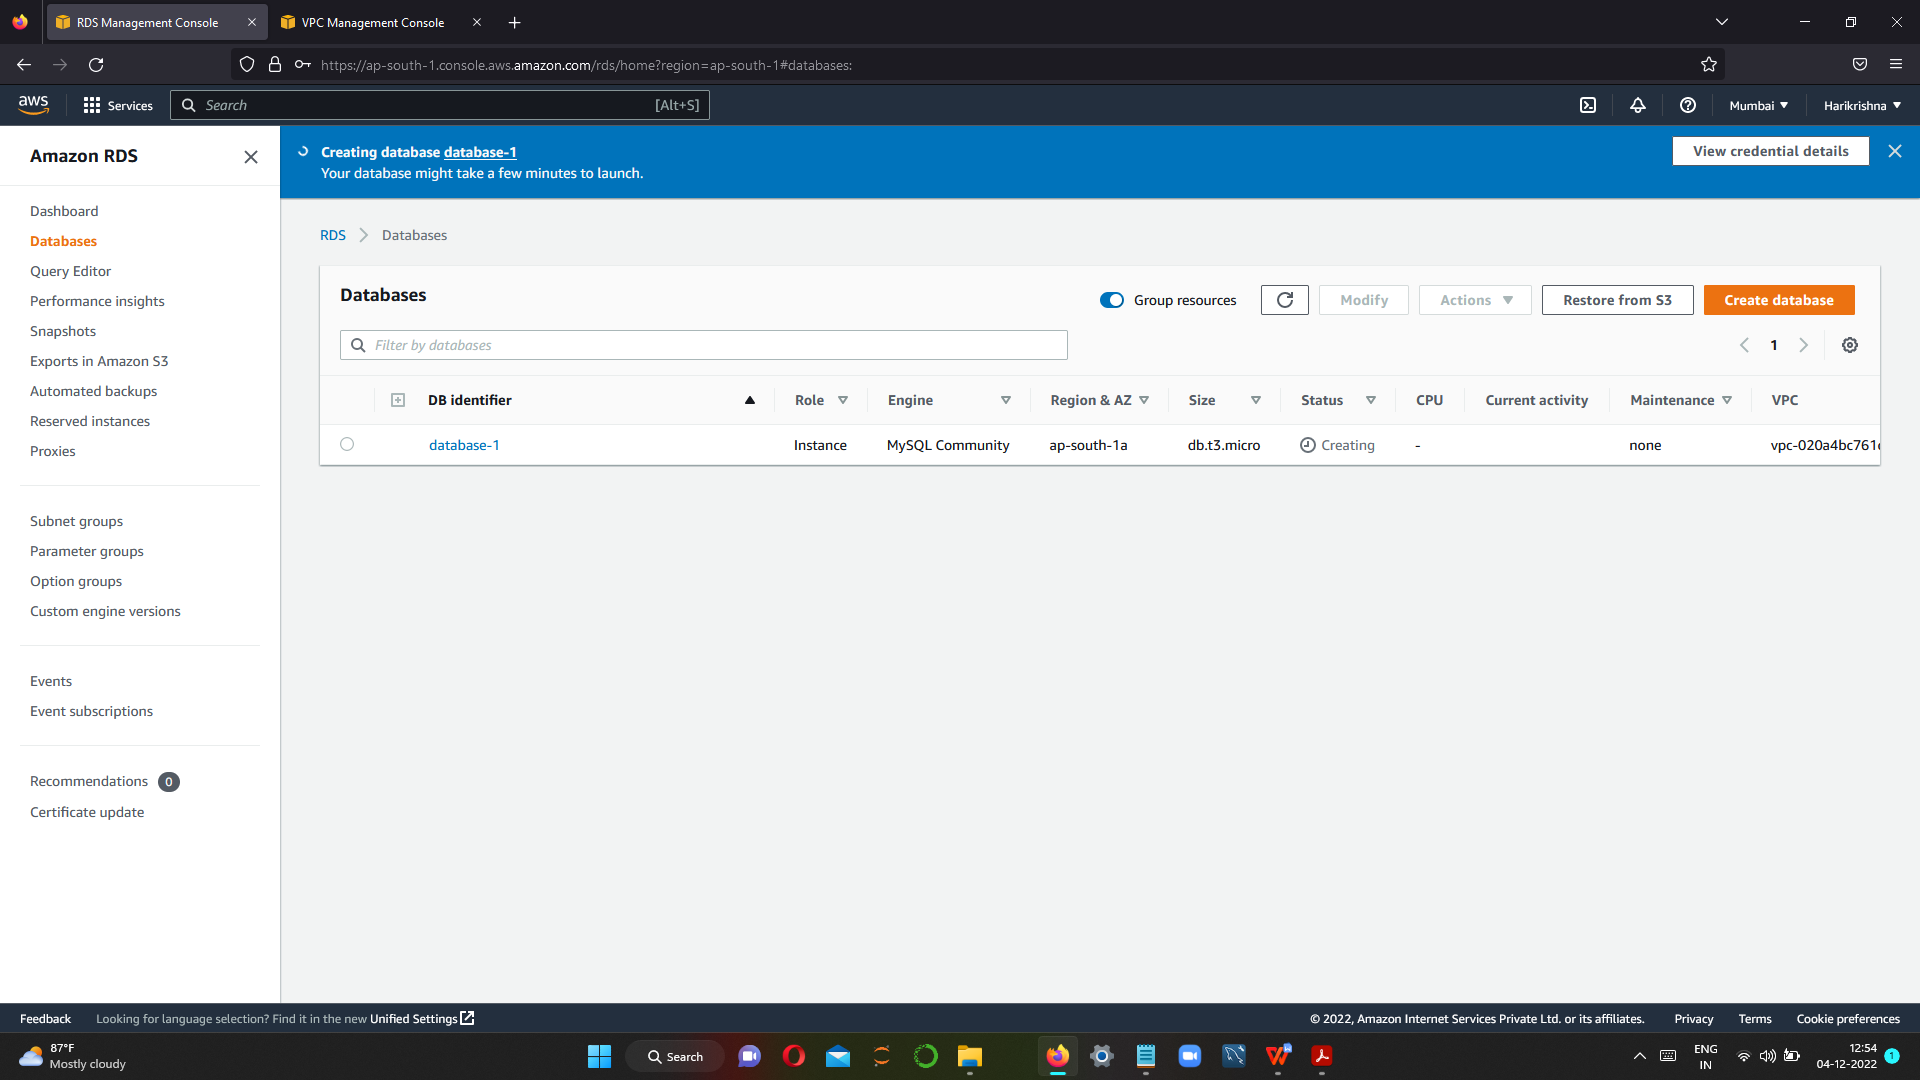 RDS Management Console
VPC Management Console
https://ap-south-1.console.aws.amazon.com/rds/home?region=ap-south-1#databases:
aws
Services
Search
[Alt+S]
Mumbai
Harikrishna
Amazon RDS
Dashboard
Databases
Query Editor
Performance insights
Snapshots
Exports in Amazon S3
Automated backups
Reserved instances
Proxies
Subnet groups
Parameter groups
Option groups
Custom engine versions
Events
Event subscriptions
Recommendations 0
Certificate update
Creating database database-1
Your database might take a few minutes to launch.
View credential details
RDS
Databases
Databases
Group resources
Modify
Actions
Restore from S3
Create database
Filter by databases
1
DB identifier Role Engine Region & AZ Size Status CPU Current activity Maintenance VPC
database-1 Instance MySQL Community ap-south-1a db.t3.micro Creating - none vpc-020a4bc761
Feedback
Looking for language selection? Find it in the new Unified Settings
© 2022, Amazon Internet Services Private Ltd. or its affiliates.
Privacy
Terms
Cookie preferences
87°F
Mostly cloudy
Search
ENG
IN
12:54
04-12-2022
1